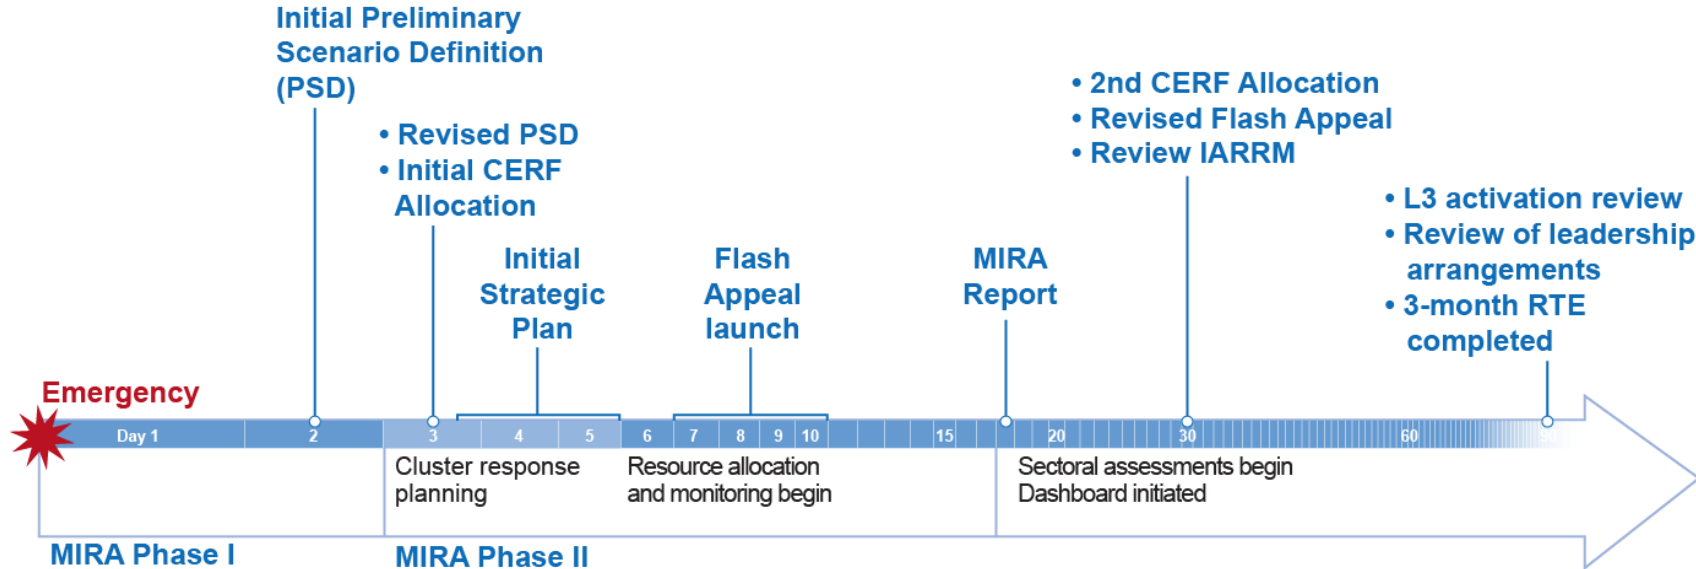 Initial Preliminary
Scenario Definition
(PSD)
• Revised PSD
• Initial CERF
Allocation
Initial
Strategic
Plan
Flash
Appeal
launch
MIRA
Report
• 2nd CERF Allocation
• Revised Flash Appeal
• Review IARRM
• L3 activation review
• Review of leadership
arrangements
• 3-month RTE
completed
Emergency
Day 1 2 3 4 5 6 7 8 9 10 15 20 30 60 90
Cluster response
planning
Resource allocation
and monitoring begin
Sectoral assessments begin
Dashboard initiated
MIRA Phase I
MIRA Phase II